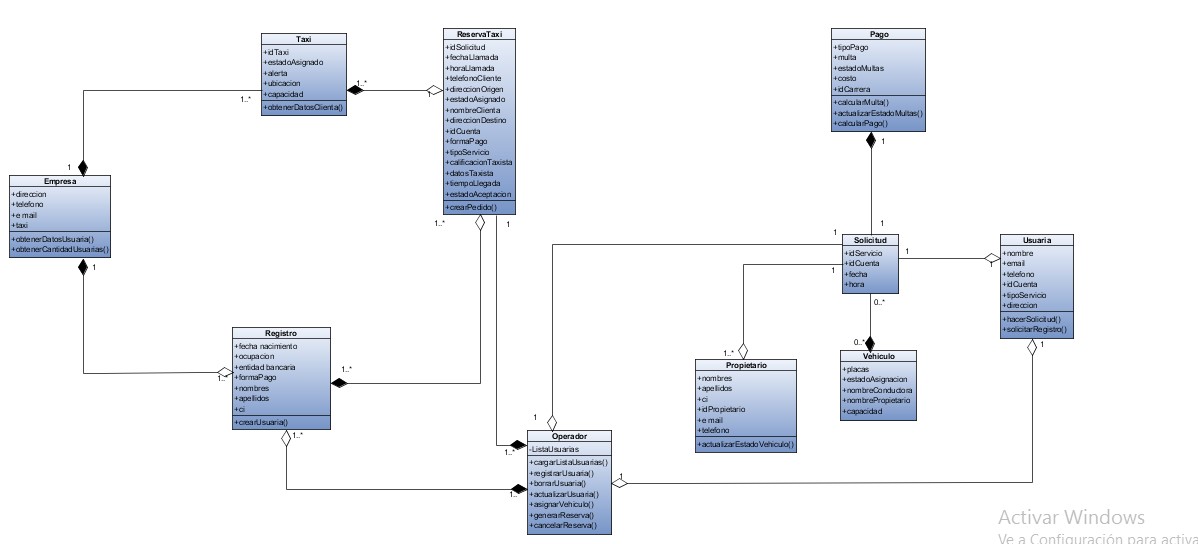 Taxi
+idTaxi
+estadoAsignado
+alerta
+ubicacion
+capacidad
+obtenerDatosClienta()
1..*
1..*
1
ReservaTaxi
+idSolicitud
+fechaLlamada
+horaLlamada
+telefonoCliente
+direccionOrigen
+estadoAsignado
+nombreClienta
+direccionDestino
+idCuenta
+formaPago
+tipoServicio
+calificacionTaxista
+datosTaxista
+tiempoLlegada
+estadoAceptacion
+crearPedido()
1..*
1
Pago
+tipoPago
+multa
+estadoMultas
+costo
+idCarrera
+calcularMulta()
+actualizarEstadoMultas()
+calcularPago()
1
1
1
Empresa
+direccion
+telefono
+e mail
+taxi
+obtenerDatosUsuaria()
+obtenerCantidadUsuarias()
1
Solicitud
+idServicio
+idCuenta
+fecha
+hora
1
1
1
1
0..*
Usuaria
+nombre
+email
+telefono
+idCuenta
+tipoServicio
+direccion
+hacerSolicitud()
+solicitarRegistro()
1
Registro
+fecha nacimiento
+ocupacion
+entidad bancaria
+formaPago
+nombres
+apellidos
+ci
+crearUsuaria()
1..
1..*
1..*
1..*
Propietario
+nombres
+apellidos
+ci
+idPropietario
+e mail
+telefono
+actualizarEstadoVehiculo()
0..*
Vehiculo
+placas
+estadoAsignacion
+nombreConductora
+nombrePropietario
+capacidad
1
1..*
1..
1
Operador
-ListaUsuarias
+cargarListaUsuarias()
+registrarUsuaria()
+borrarUsuaria()
+actualizarUsuaria()
+asignarVehiculo()
+generarReserva()
+cancelarReserva()
Activar Windows
Ve a Configuración para activa